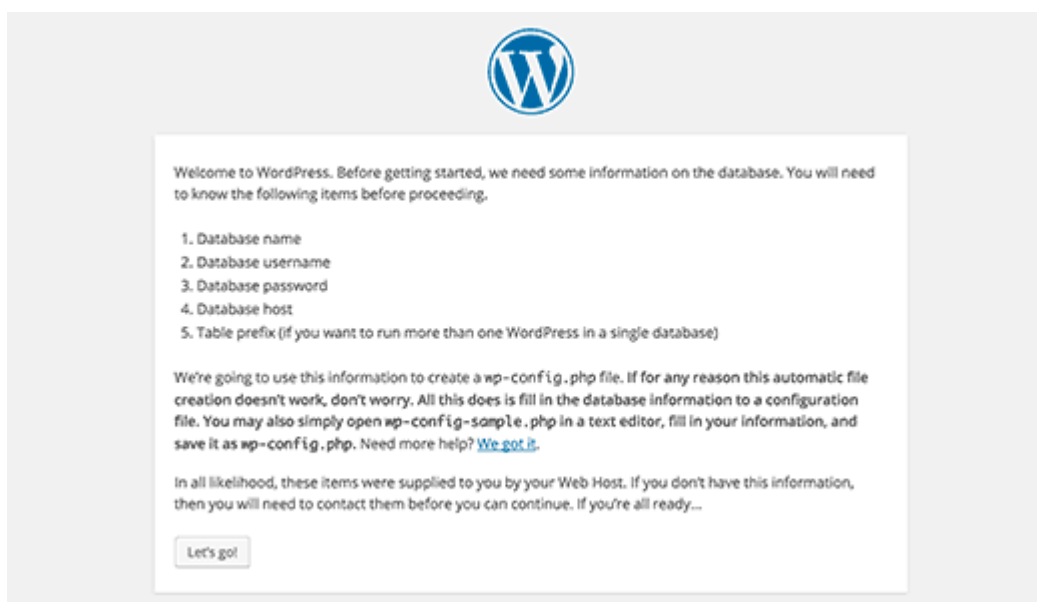 Welcome to WordPress. Before getting started, we need some information on the database. You will need
to know the following items before proceeding.
1. Database name
2. Database username
3. Database password
4. Database host
5. Table prefix (if you want to run more than one WordPress in a single database)
We're going to use this information to create a wp-config.php file. If for any reason this automatic file
creation doesn't work, don't worry. All this does is fill in the database information to a configuration
file. You may also simply open wp-config-sample.php in a text editor, fill in your information, and
save it as wp-config.php. Need more help? We got it.
In all likelihood, these items were supplied to you by your Web Host. If you don't have this information,
then you will need to contact them before you can continue. If you're all ready...
Let's go!